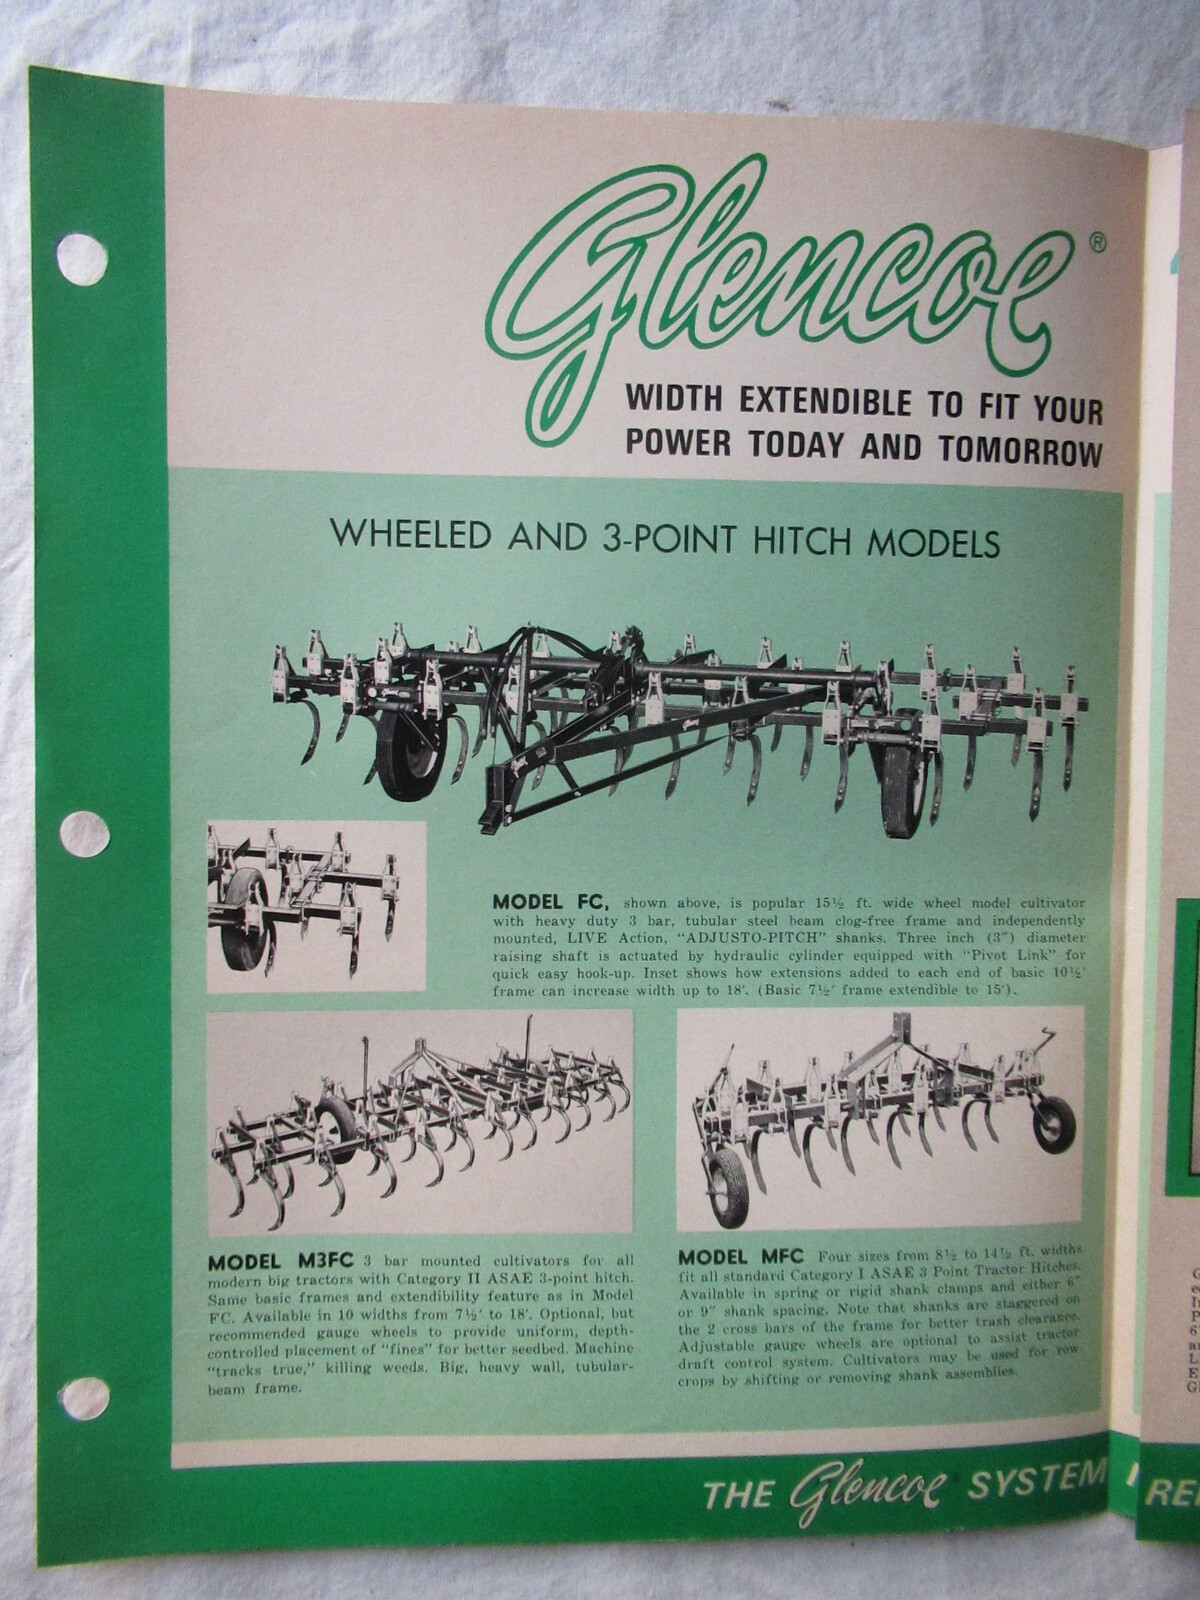 Glencoe®
WIDTH EXTENDIBLE TO FIT YOUR
POWER TODAY AND TOMORROW
WHEELED AND 3-POINT HITCH MODELS
MODEL FC, shown above, is popular 15½ ft. wide wheel model cultivator
with heavy duty 3 bar, tubular steel beam clog-free frame and independently
mounted, LIVE Action, "ADJUSTO-PITCH" shanks. Three inch (3″) diameter
raising shaft is actuated by hydraulic cylinder equipped with "Pivot Link" for
quick easy hook-up. Inset shows how extensions added to each end of basic 10½′
frame can increase width up to 18′. (Basic 7½′ frame extendible to 15′).
MODEL M3FC 3 bar mounted cultivators for all
modern big tractors with Category II ASAE 3-point hitch.
Same basic frames and extendibility feature as in Model
FC. Available in 10 widths from 7½′ to 18′. Optional, but
recommended gauge wheels to provide uniform, depth-
controlled placement of "fines" for better seedbed. Machine
"tracks true," killing weeds. Big, heavy wall, tubular-
beam frame.
MODEL MFC Four sizes from 8½ to 14½ ft. widths
fit all standard Category I ASAE 3 Point Tractor Hitches.
Available in spring or rigid shank clamps and either 6″
or 9″ shank spacing. Note that shanks are staggered on
the 2 cross bars of the frame for better trash clearance.
Adjustable gauge wheels are optional to assist tractor
draft control system. Cultivators may be used for row
crops by shifting or removing shank assemblies.
THE Glencoe SYSTEM